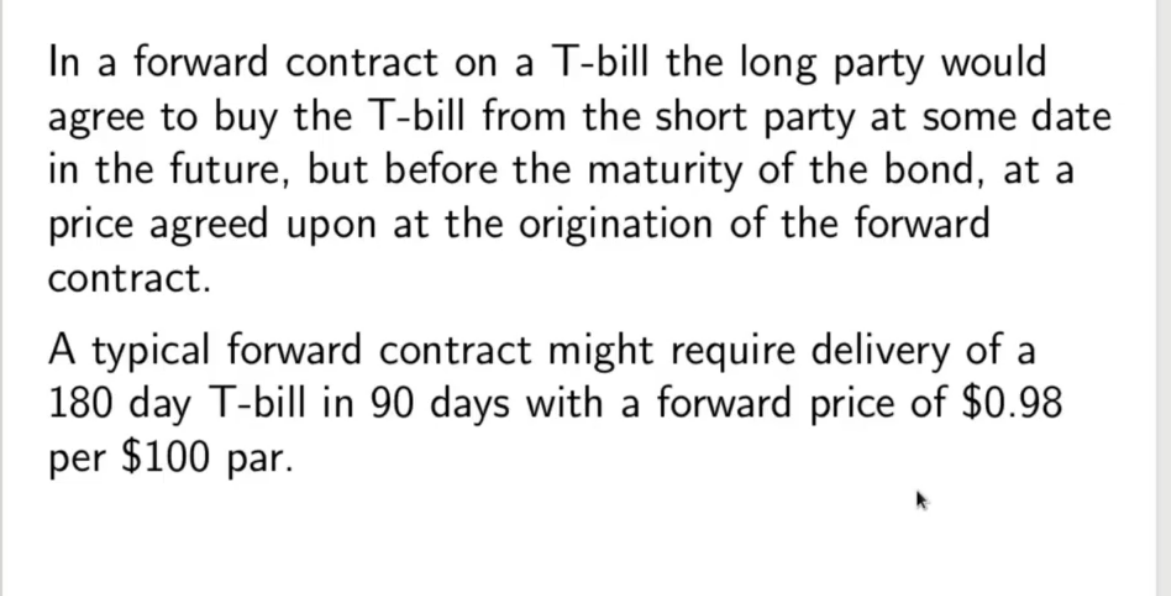 In a forward contract on a T-bill the long party would
agree to buy the T-bill from the short party at some date
in the future, but before the maturity of the bond, at a
price agreed upon at the origination of the forward
contract.
A typical forward contract might require delivery of a
180 day T-bill in 90 days with a forward price of $0.98
per $100 par.